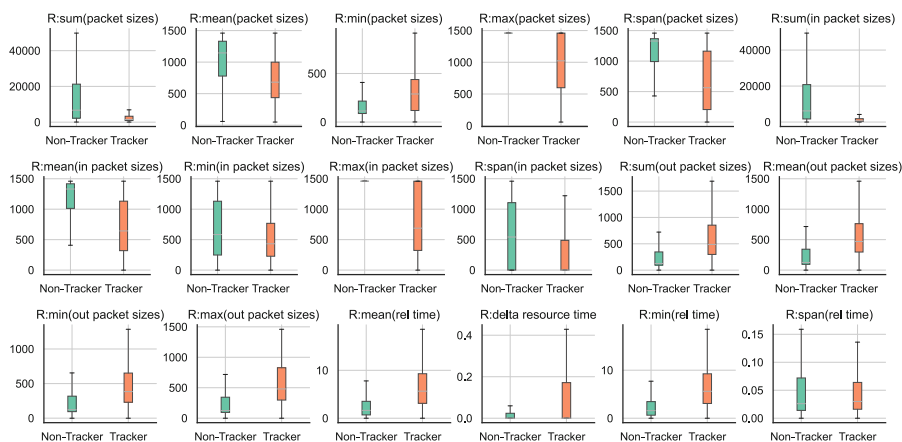 R:sum(packet sizes) R:mean(packet sizes) R:min(packet sizes) R:max(packet sizes) R:span(packet sizes) R:sum(in packet sizes)
40000 20000 0 1500 1000 500 0 500 0 1500 1000 500 0 1500 1000 500 0 40000 20000 0
Non-Tracker Tracker Non-Tracker Tracker Non-Tracker Tracker Non-Tracker Tracker Non-Tracker Tracker Non-Tracker Tracker
R:mean(in packet sizes) R:min(in packet sizes) R:max(in packet sizes) R:span(in packet sizes) R:sum(out packet sizes) R:mean(out packet sizes)
1500 1000 500 0 1500 1000 500 0 1500 1000 500 0 1500 1000 500 0 1500 1000 500 0 1500 1000 500 0
Non-Tracker Tracker Non-Tracker Tracker Non-Tracker Tracker Non-Tracker Tracker Non-Tracker Tracker Non-Tracker Tracker
R:min(out packet sizes) R:max(out packet sizes) R:mean(rel time) R:delta resource time R:min(rel time) R:span(rel time)
1000 500 0 1500 1000 500 0 10 0 0.4 0.2 0.0 10 0 0.15 0.10 0.05 0.00
Non-Tracker Tracker Non-Tracker Tracker Non-Tracker Tracker Non-Tracker Tracker Non-Tracker Tracker Non-Tracker Tracker